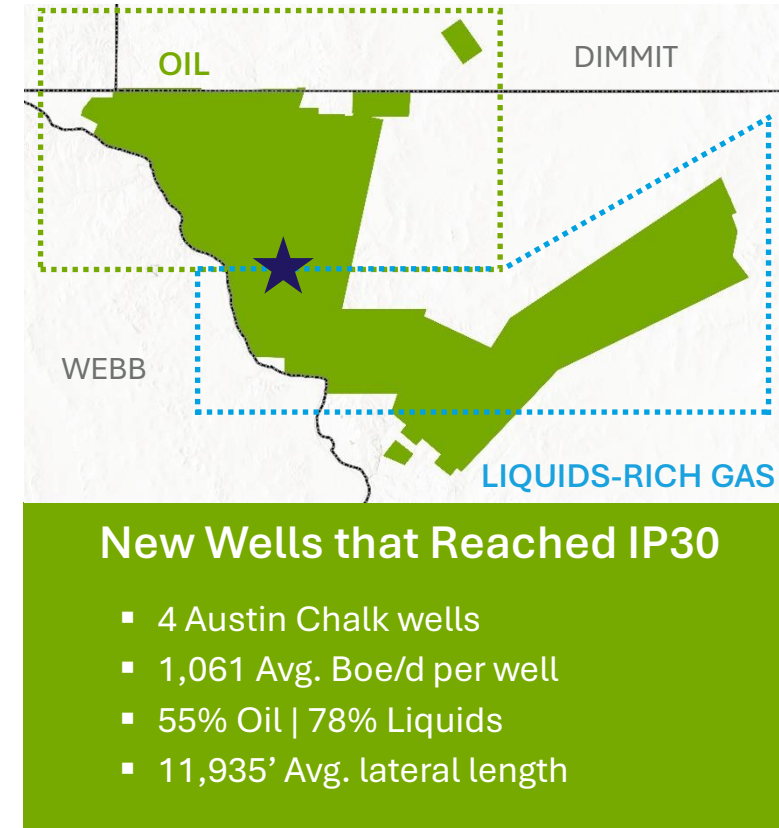 OIL
DIMMIT
WEBB
LIQUIDS-RICH GAS
New Wells that Reached IP30
▪ 4 Austin Chalk wells
▪ 1,061 Avg. Boe/d per well
▪ 55% Oil | 78% Liquids
▪ 11,935’ Avg. lateral length